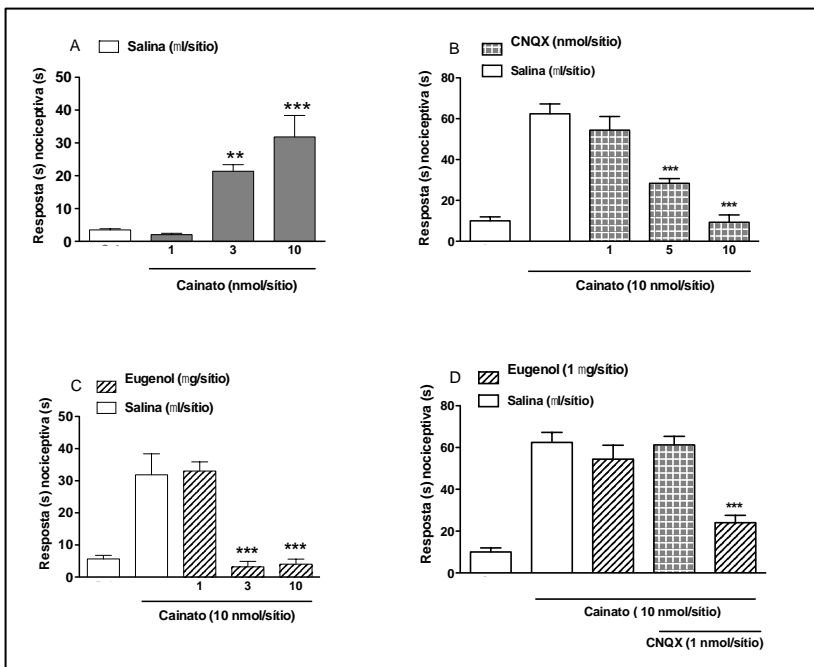 A
Salina (ml/sítio)
Resposta (s) nociceptiva (s)
50
40
30
20
10
0
**
***
1 3 10
Cainato (nmol/sítio)
B
CNQX (nmol/sítio)
Salina (ml/sítio)
Resposta (s) nociceptiva (s)
60
40
20
0
***
***
1 5 10
Cainato (10 nmol/sítio)
C
Eugenol (mg/sítio)
Salina (ml/sítio)
Resposta (s) nociceptiva (s)
50
40
30
20
10
0
*** ***
1 3 10
Cainato (10 nmol/sítio)
D
Eugenol (1 mg/sítio)
Salina (ml/sítio)
Resposta (s) nociceptiva (s)
80
60
40
20
0
***
Cainato ( 10 nmol/sítio)
CNQX (1 nmol/sítio)